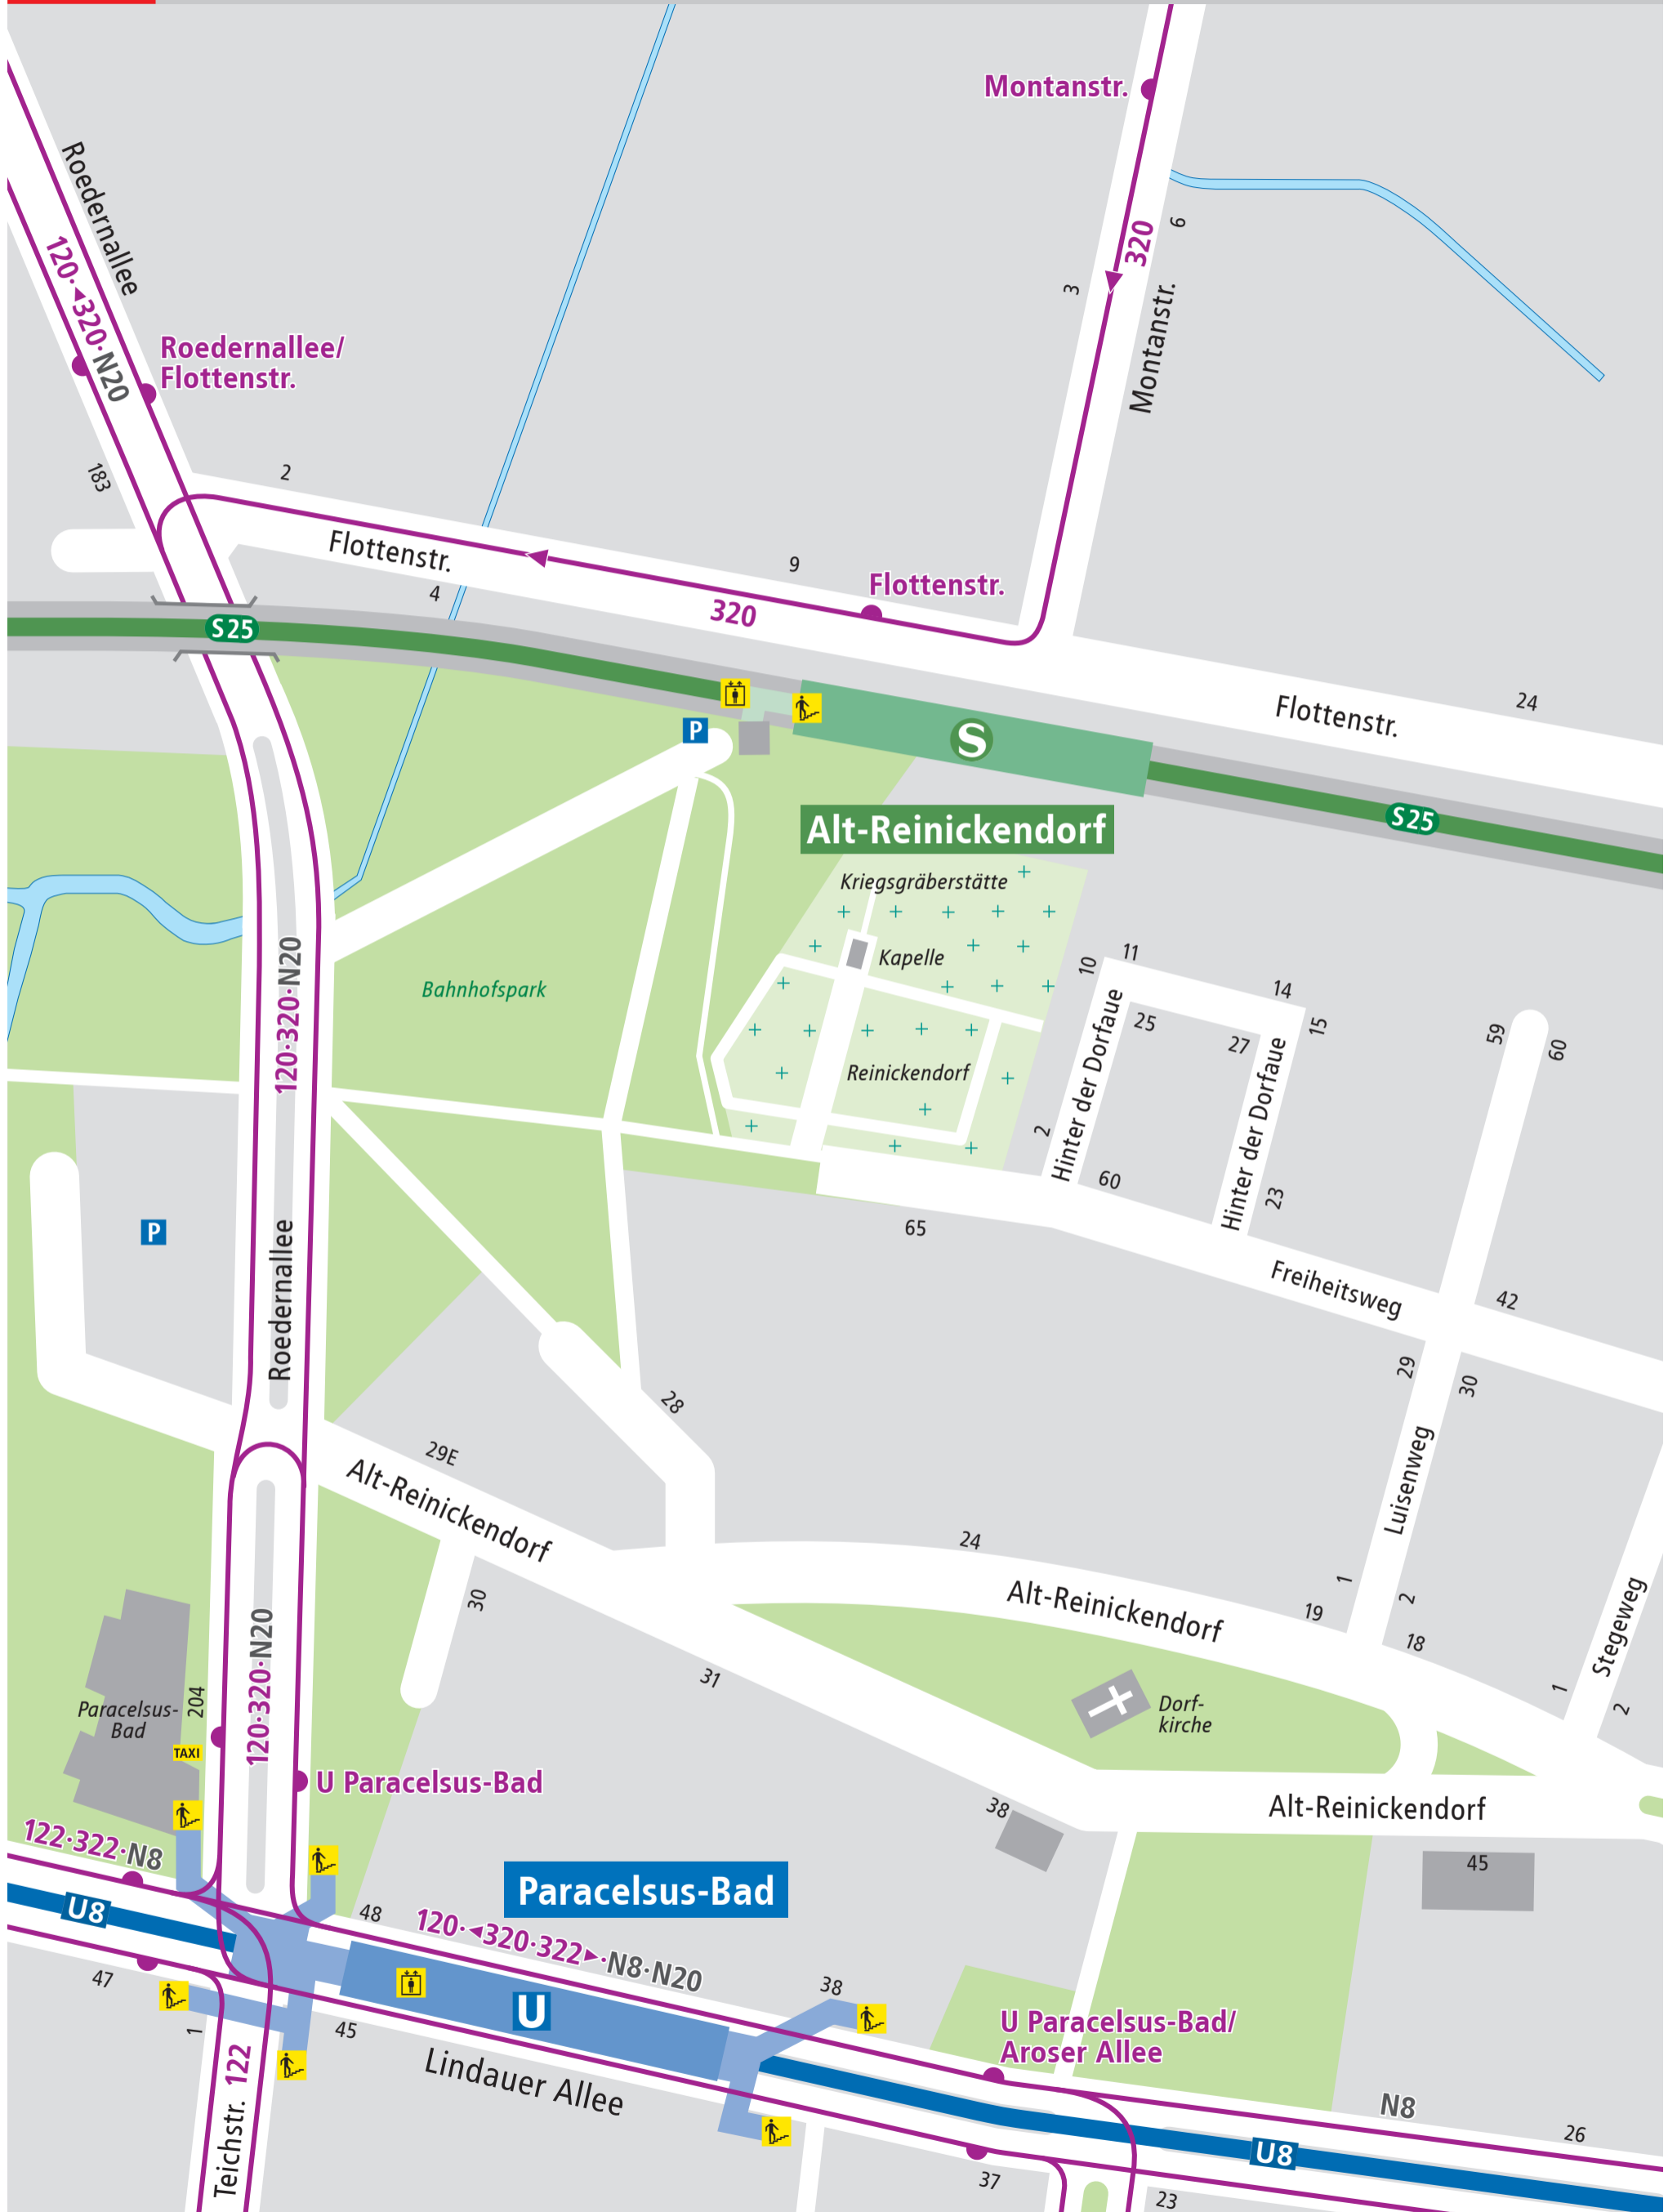 Montanstr.
Roedernallee
320
6
3
Montanstr.
120·◄320·N20
Roedernallee/
Flottenstr.
183
2
Flottenstr.
9
4
Flottenstr.
320
S25
24
Flottenstr.
P
S
S25
Alt-Reinickendorf
Kriegsgräberstätte
Kapelle
11
10
14
Bahnhofspark
25
15
27
59
60
120·320·N20
Reinickendorf
2
Hinter der Dorfaue
Hinter der Dorfaue
60
23
65
P
Roedernallee
Freiheitsweg
42
29
30
28
29E
Alt-Reinickendorf
Luisenweg
24
1
2
Alt-Reinickendorf
19
18
Stegeweg
30
31
1
2
120·320·N20
204
Paracelsus-
Bad
TAXI
Dorf-
kirche
U Paracelsus-Bad
38
Alt-Reinickendorf
122·322·N8
45
Paracelsus-Bad
U8
48
120·◄320·322►·N8·N20
47
38
U
1
45
U Paracelsus-Bad/
Aroser Allee
Lindauer Allee
122
Teichstr.
N8
26
U8
37
23